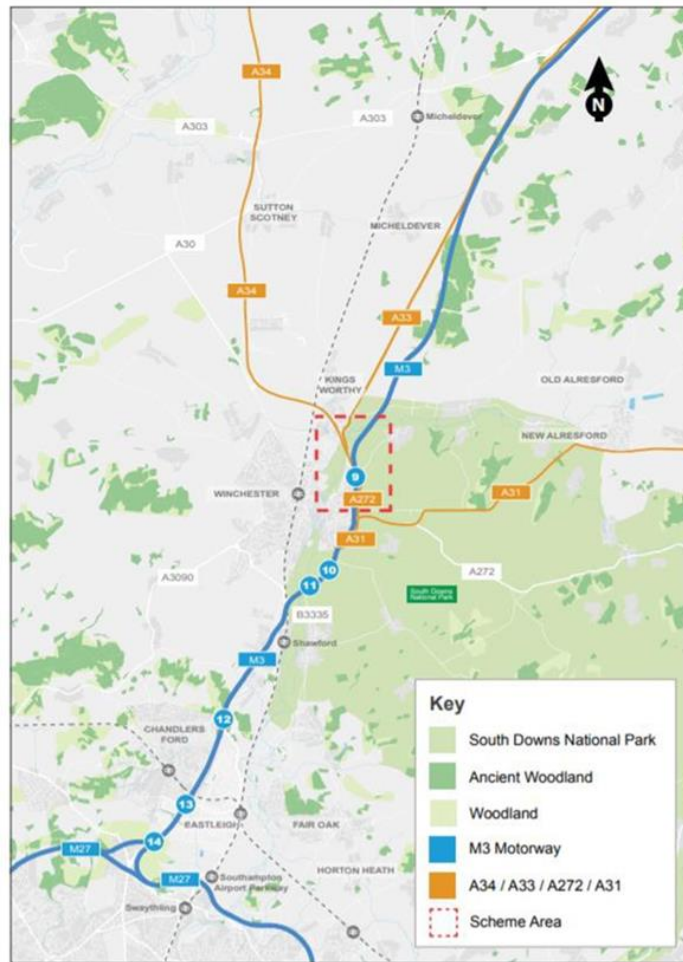 A34
N
A303
A303
Micheldever
SUTTON
SCOTNEY
MICHELDEVER
A30
A34
A33
M3
KINGS
WORTHY
OLD ALRESFORD
NEW ALRESFORD
9
WINCHESTER
A272
A31
A31
10
A3090
A272
11
South Downs
National Park
B3335
Shawford
M3
12
CHANDLERS
FORD
13
EASTLEIGH
FAIR OAK
14
M27
M27
HORTON HEATH
Southampton
Airport Parkway
Swaythling
Key
South Downs National Park
Ancient Woodland
Woodland
M3 Motorway
A34 / A33 / A272 / A31
Scheme Area